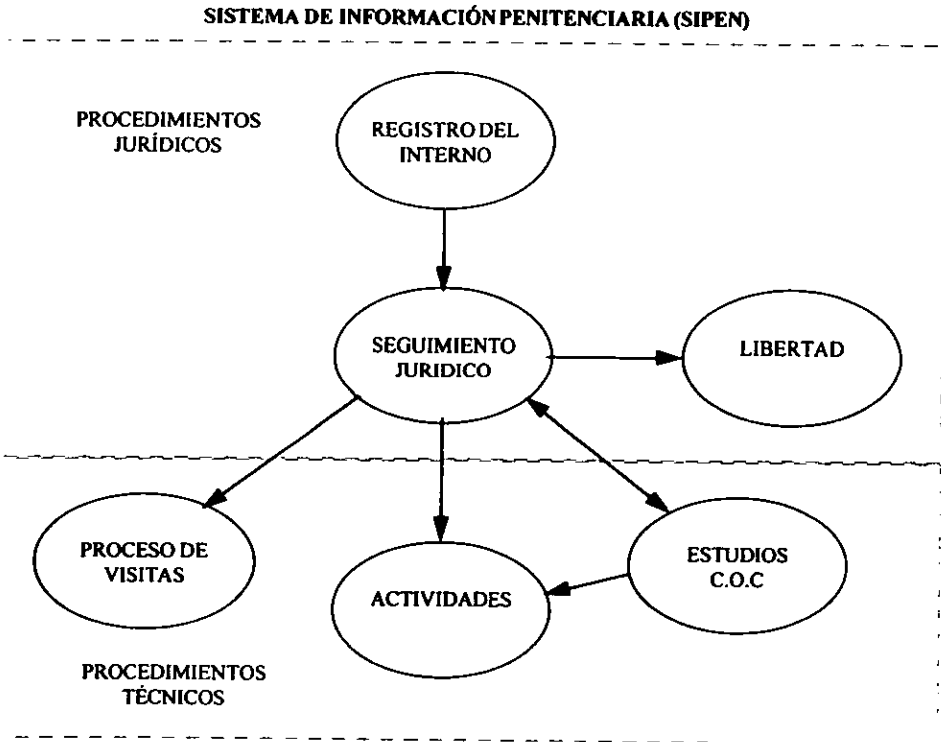 SISTEMA DE INFORMACIÓN PENITENCIARIA (SIPEN)
PROCEDIMIENTOS
JURÍDICOS
REGISTRO DEL
INTERNO
SEGUIMIENTO
JURIDICO
LIBERTAD
PROCESO DE
VISITAS
ACTIVIDADES
ESTUDIOS
C.O.C
PROCEDIMIENTOS
TÉCNICOS